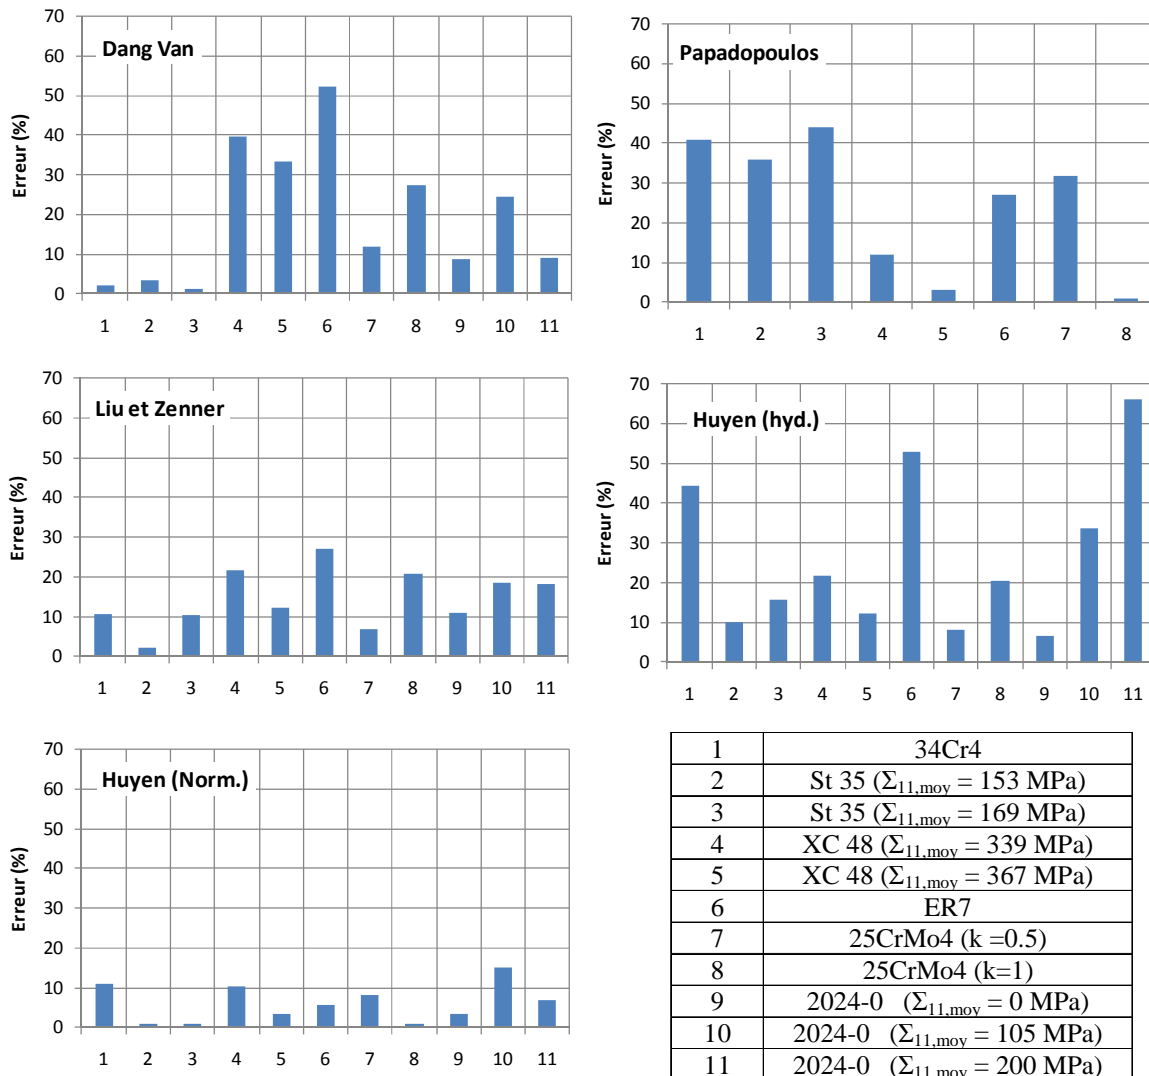 Dang Van
Erreur (%)
70
60
50
40
30
20
10
0
1 2 3 4 5 6 7 8 9 10 11
Papadopoulos
Erreur (%)
70
60
50
40
30
20
10
0
1 2 3 4 5 6 7 8
Liu et Zenner
Erreur (%)
70
60
50
40
30
20
10
0
1 2 3 4 5 6 7 8 9 10 11
Huyen (hyd.)
Erreur (%)
70
60
50
40
30
20
10
0
1 2 3 4 5 6 7 8 9 10 11
Huyen (Norm.)
Erreur (%)
70
60
50
40
30
20
10
0
1 2 3 4 5 6 7 8 9 10 11
1 34Cr4
2 St 35 (Σ11,moy = 153 MPa)
3 St 35 (Σ11,moy = 169 MPa)
4 XC 48 (Σ11,moy = 339 MPa)
5 XC 48 (Σ11,moy = 367 MPa)
6 ER7
7 25CrMo4 (k =0.5)
8 25CrMo4 (k=1)
9 2024-0 (Σ11,moy = 0 MPa)
10 2024-0 (Σ11,moy = 105 MPa)
11 2024-0 (Σ11,moy = 200 MPa)